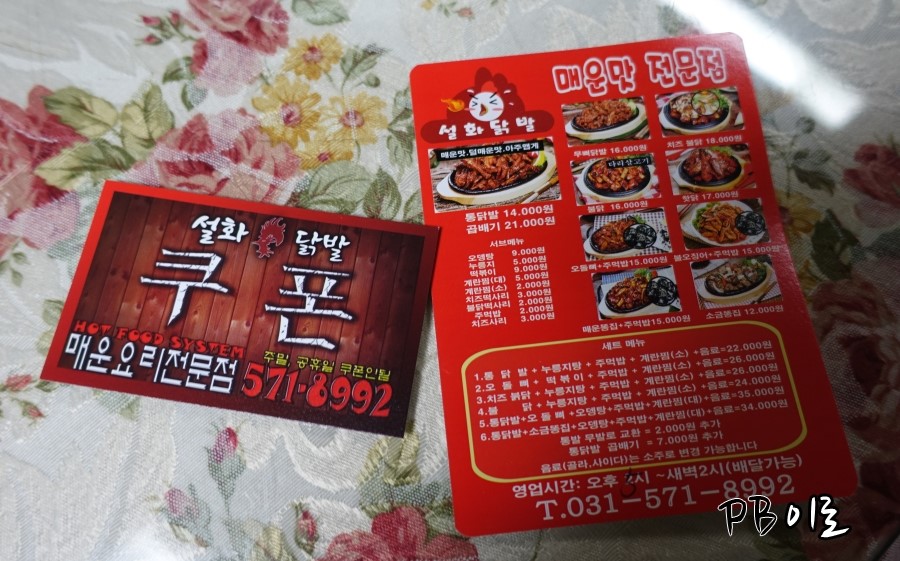 설화 닭발
쿠폰
HOT FOOD SYSTEM
매운요리전문점
주말, 공휴일 쿠폰인털
571-8992
매운맛 전문점
설화닭발
매운맛.덜매운맛.아주맵게
통닭발 14.000원
곱배기 21.000원
무뼈닭발 16.000원
치즈 불닭 18.000원
다리살고기
불닭 16.000원
핫닭 17.000원
오돌뼈+주먹밥15.000원
불오징어+주먹밥 15.000원
매운똥집+주먹밥15.000원
소금똥집 12.000원
서브메뉴
오뎅탕 9.000원
누룽지 5.000원
떡볶이 9.000원
계란찜(대) 5.000원
계란찜(소) 2.000원
치즈떡사리 3.000원
불닭떡사리 2.000원
주먹밥 2.000원
치즈사리 3.000원
세트 메뉴
1.통 닭 발 + 누룽지탕 + 주먹밥 + 계란찜(소) +음료=22.000원
2.오 돌 뼈 + 떡 볶 이 + 주먹밥 + 계란찜(소) +음료=26.000원
3.치즈 붉닭 + 누룽지탕 + 주먹밥 + 계란찜(소) +음료=26.000원
4.불 닭 + 누룽지탕 + 주먹밥 + 계란찜(소) +음료=24.000원
5.통닭발+오 돌 뼈 +오뎅탕+주먹밥+계란찜(대)+음료=35.000원
6.통닭발+소금똥집+오뎅탕+주먹밥+계란찜(대)+음료=34.000원
통발 무발로 교환 = 2.000원 추가
통닭발 곱배기 = 7.000원 추가
음료(콜라,사이다)는 소주로 변경 가능합니다
영업시간: 오후 시 ~새벽2시(배달가능)
T.031-571-8992
PB이로